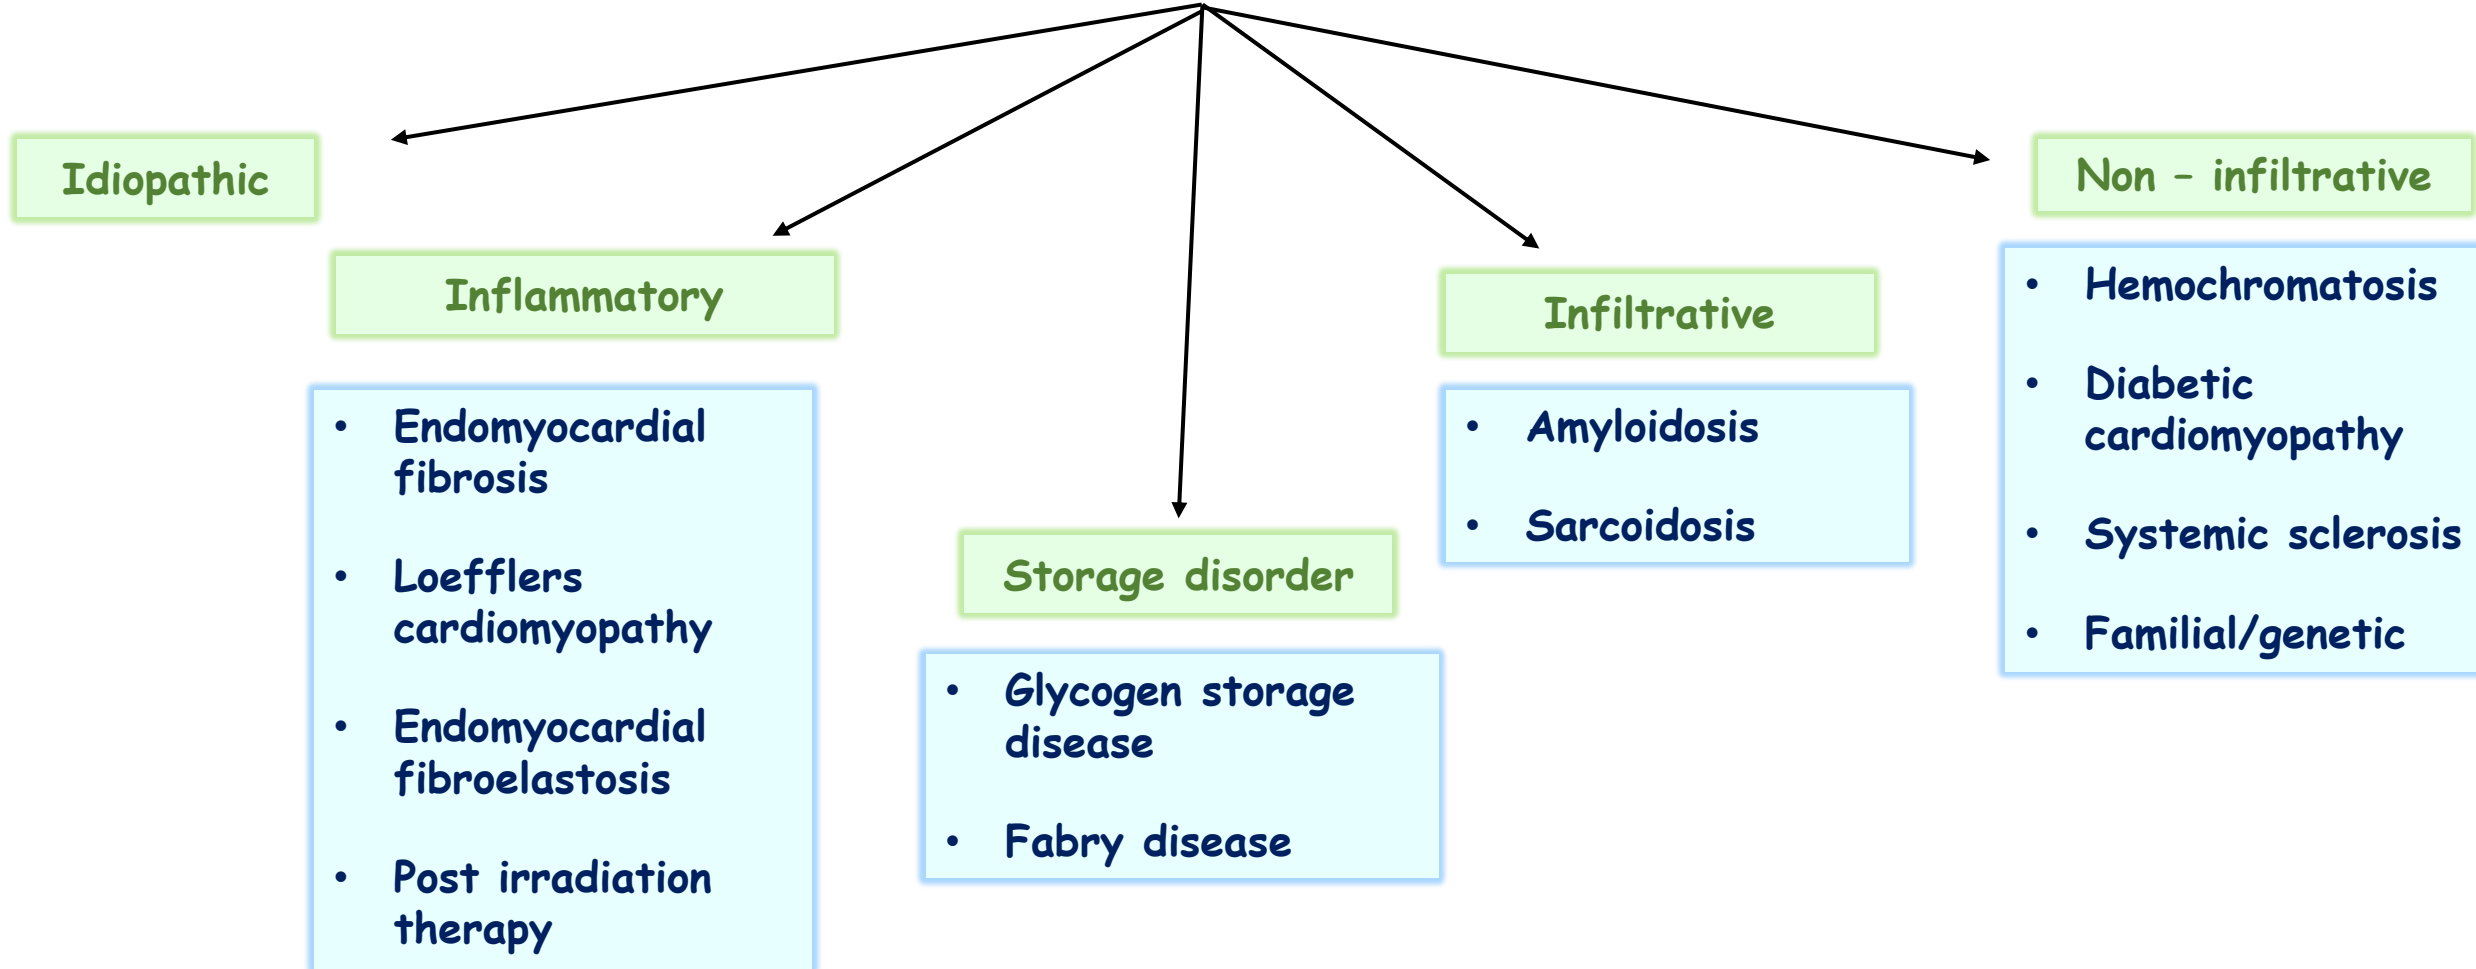 Idiopathic
Inflammatory
• Endomyocardial
fibrosis
• Loefflers
cardiomyopathy
• Endomyocardial
fibroelastosis
• Post irradiation
therapy
Storage disorder
• Glycogen storage
disease
• Fabry disease
Infiltrative
• Amyloidosis
• Sarcoidosis
Non – infiltrative
• Hemochromatosis
• Diabetic
cardiomyopathy
• Systemic sclerosis
• Familial/genetic